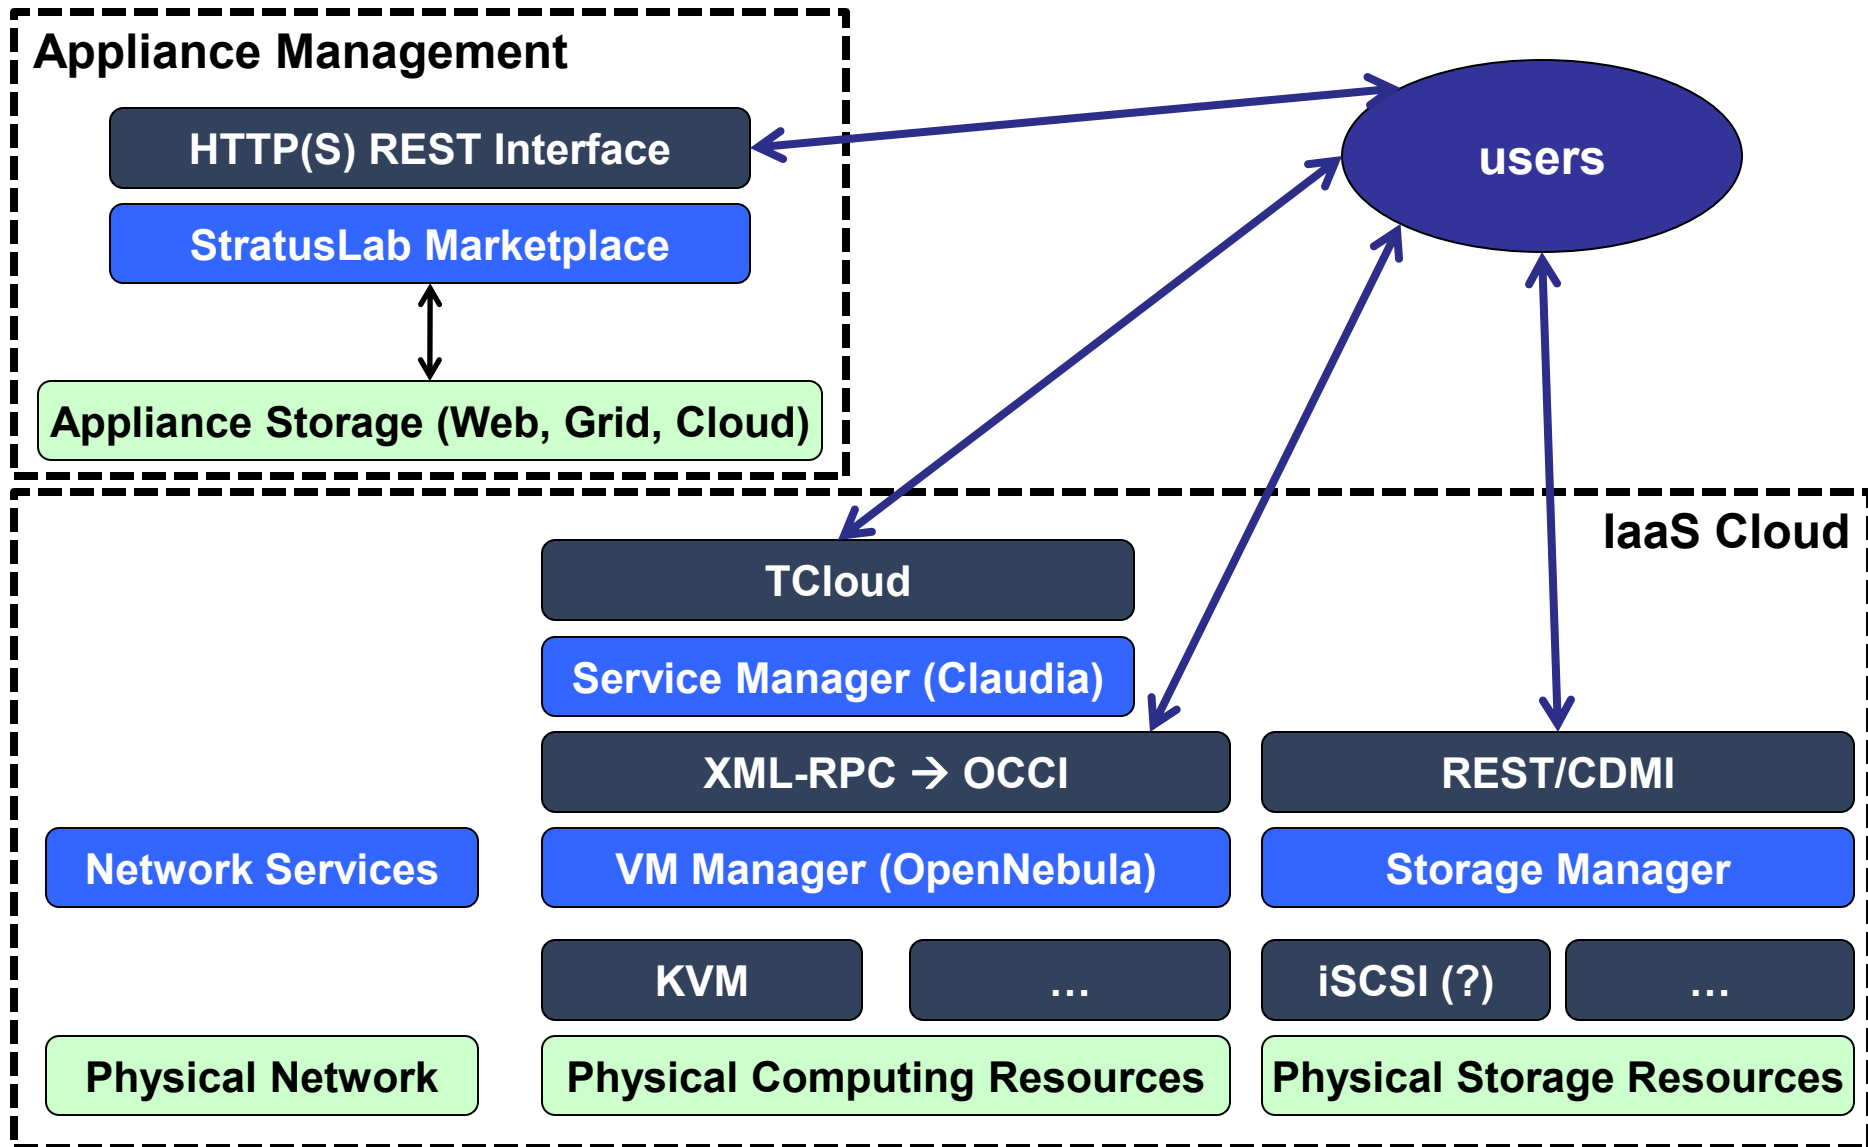 Appliance Management
HTTP(S) REST Interface
users
StratusLab Marketplace
Appliance Storage (Web, Grid, Cloud)
IaaS Cloud
TCloud
Service Manager (Claudia)
XML-RPC → OCCI
REST/CDMI
Network Services
VM Manager (OpenNebula)
Storage Manager
KVM
…
iSCSI (?)
…
Physical Network
Physical Computing Resources
Physical Storage Resources